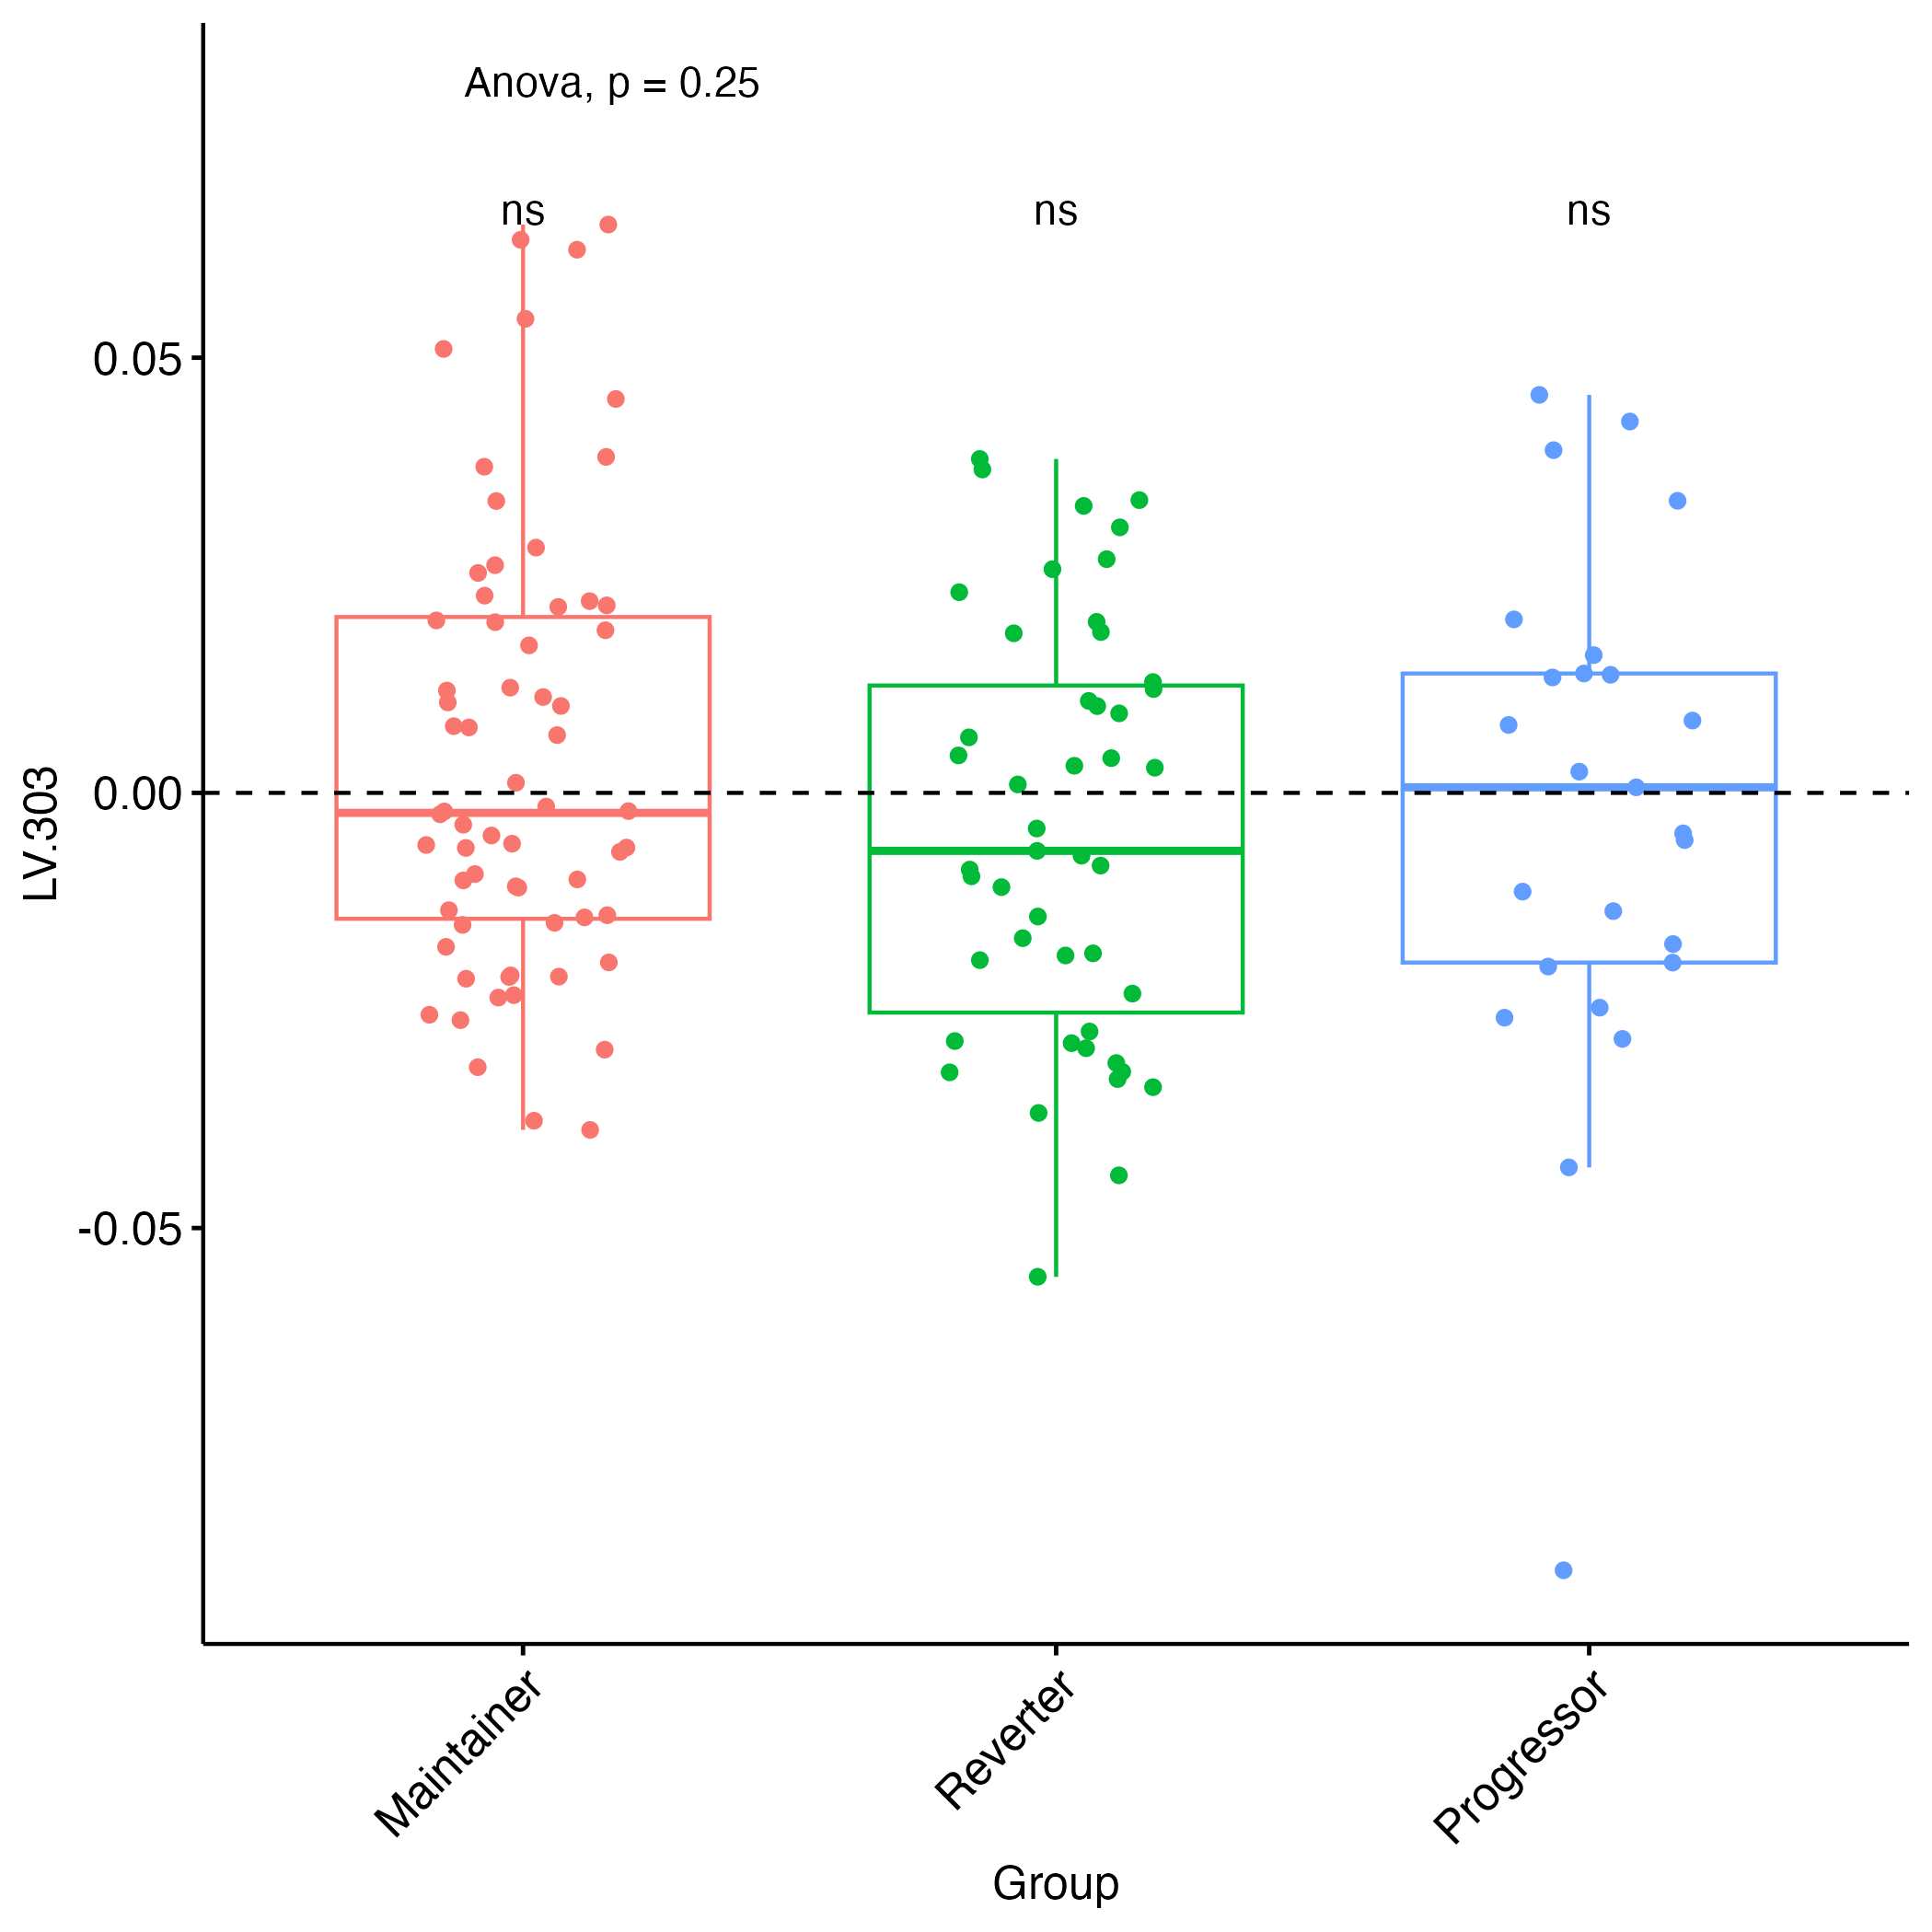 Anova, p = 0.25
ns ns ns
0.05
0.00
-0.05
LV.303
Maintainer Reverter Progressor
Group